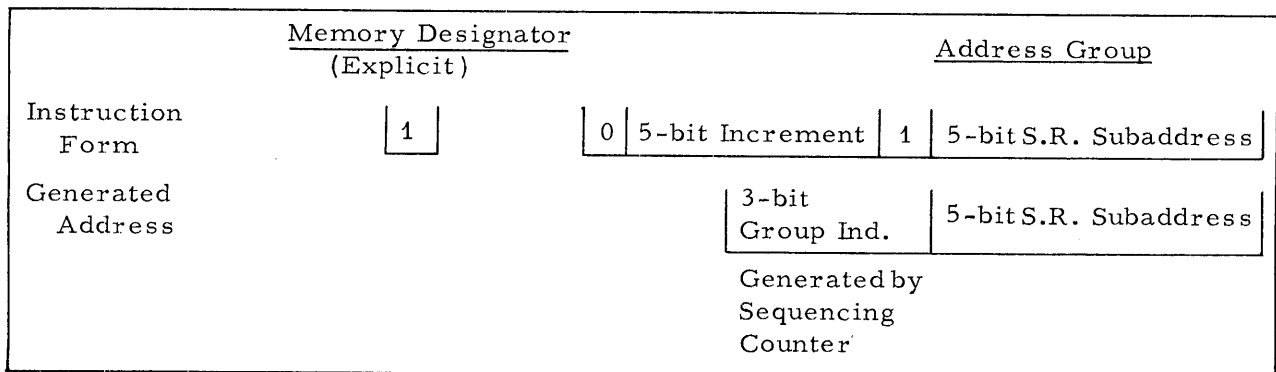 Memory Designator
(Explicit)
Address Group
Instruction
Form
1
0 5-bit Increment 1 5-bit S.R. Subaddress
Generated
Address
3-bit
Group Ind.
5-bit S.R. Subaddress
Generated by
Sequencing
Counter